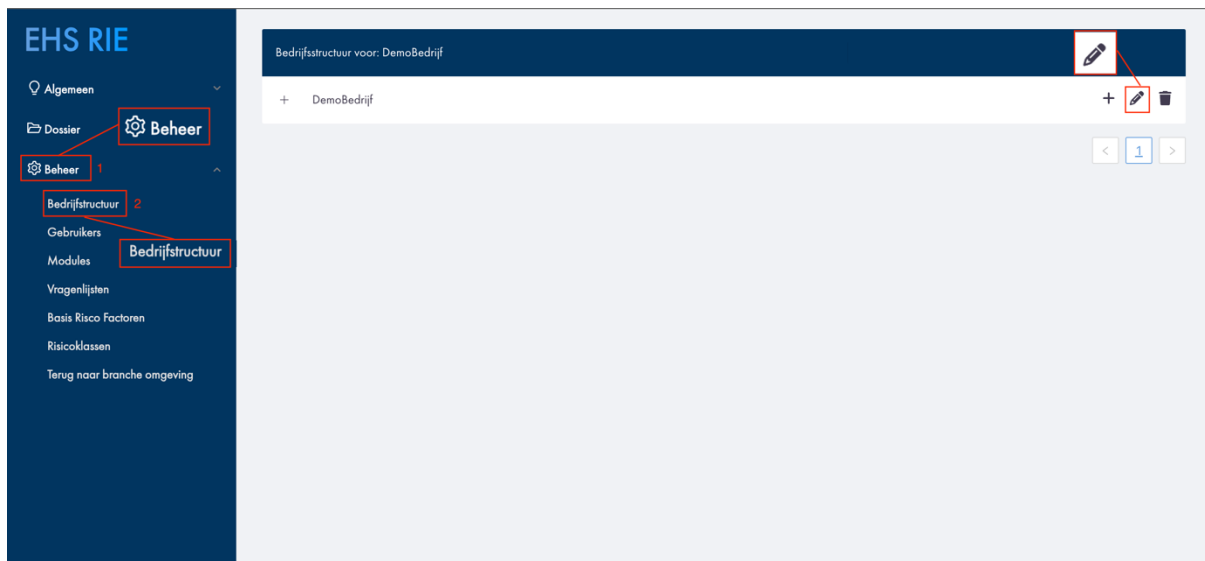 EHS RIE
Algemeen
Dossier
Beheer
Beheer 1
Bedrijfstructuur 2
Gebruikers
Bedrijfstructuur
Modules
Vragenlijsten
Basis Risco Factoren
Risicoklassen
Terug naar branche omgeving
Bedrijfsstructuur voor: DemoBedrijf
+ DemoBedrijf +
< 1 >